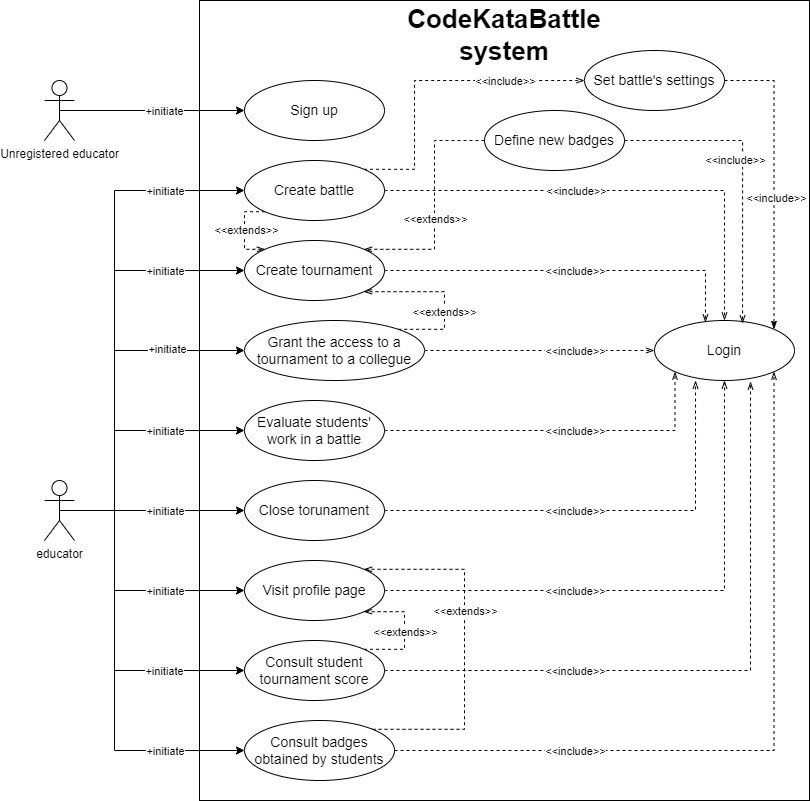 CodeKataBattle
system
<<include>>
Set battle's settings
+initiate
Sign up
Unregistered educator
Define new badges
<<include>>
+initiate
Create battle
<<include>>
<<include>>
<<extends>>
<<extends>>
+initiate
Create tournament
<<include>>
<<extends>>
+initiate
Grant the access to a
tournament to a collegue
<<include>>
Login
+initiate
Evaluate students'
work in a battle
<<include>>
+initiate
Close torunament
<<include>>
educator
+initiate
Visit profile page
<<include>>
<<extends>>
<<extends>>
+initiate
Consult student
tournament score
<<include>>
+initiate
Consult badges
obtained by students
<<include>>